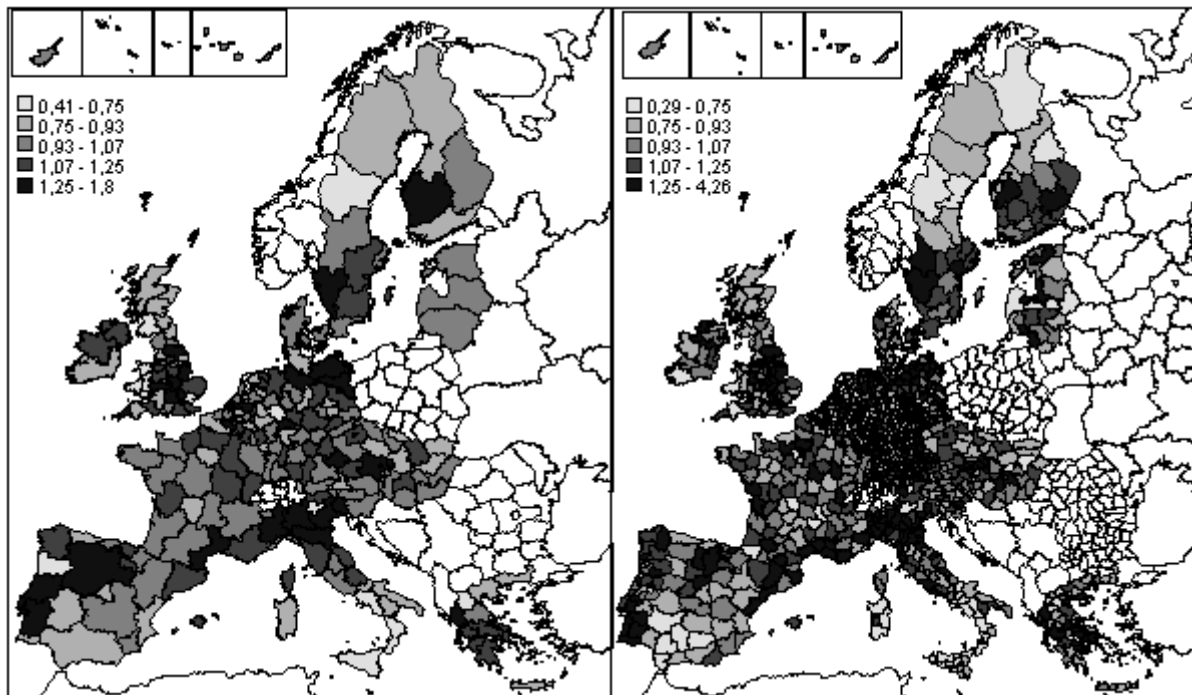 0,41 - 0,75
0,75 - 0,93
0,93 - 1,07
1,07 - 1,25
1,25 - 1,8
0,29 - 0,75
0,75 - 0,93
0,93 - 1,07
1,07 - 1,25
1,25 - 4,26